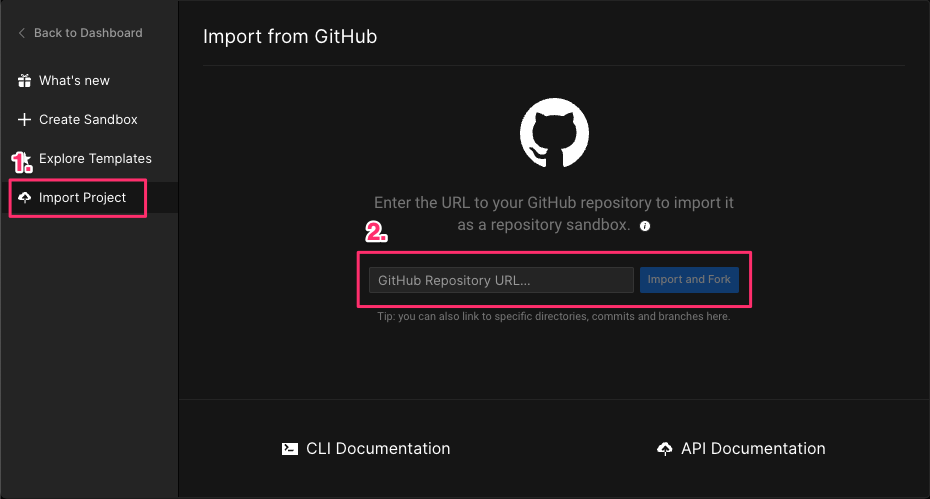 Back to Dashboard
What's new
Create Sandbox
1.
Explore Templates
Import Project
Import from GitHub
Enter the URL to your GitHub repository to import it
as a repository sandbox. i
2.
GitHub Repository URL...
Import and Fork
Tip: you can also link to specific directories, commits and branches here.
CLI Documentation
API Documentation